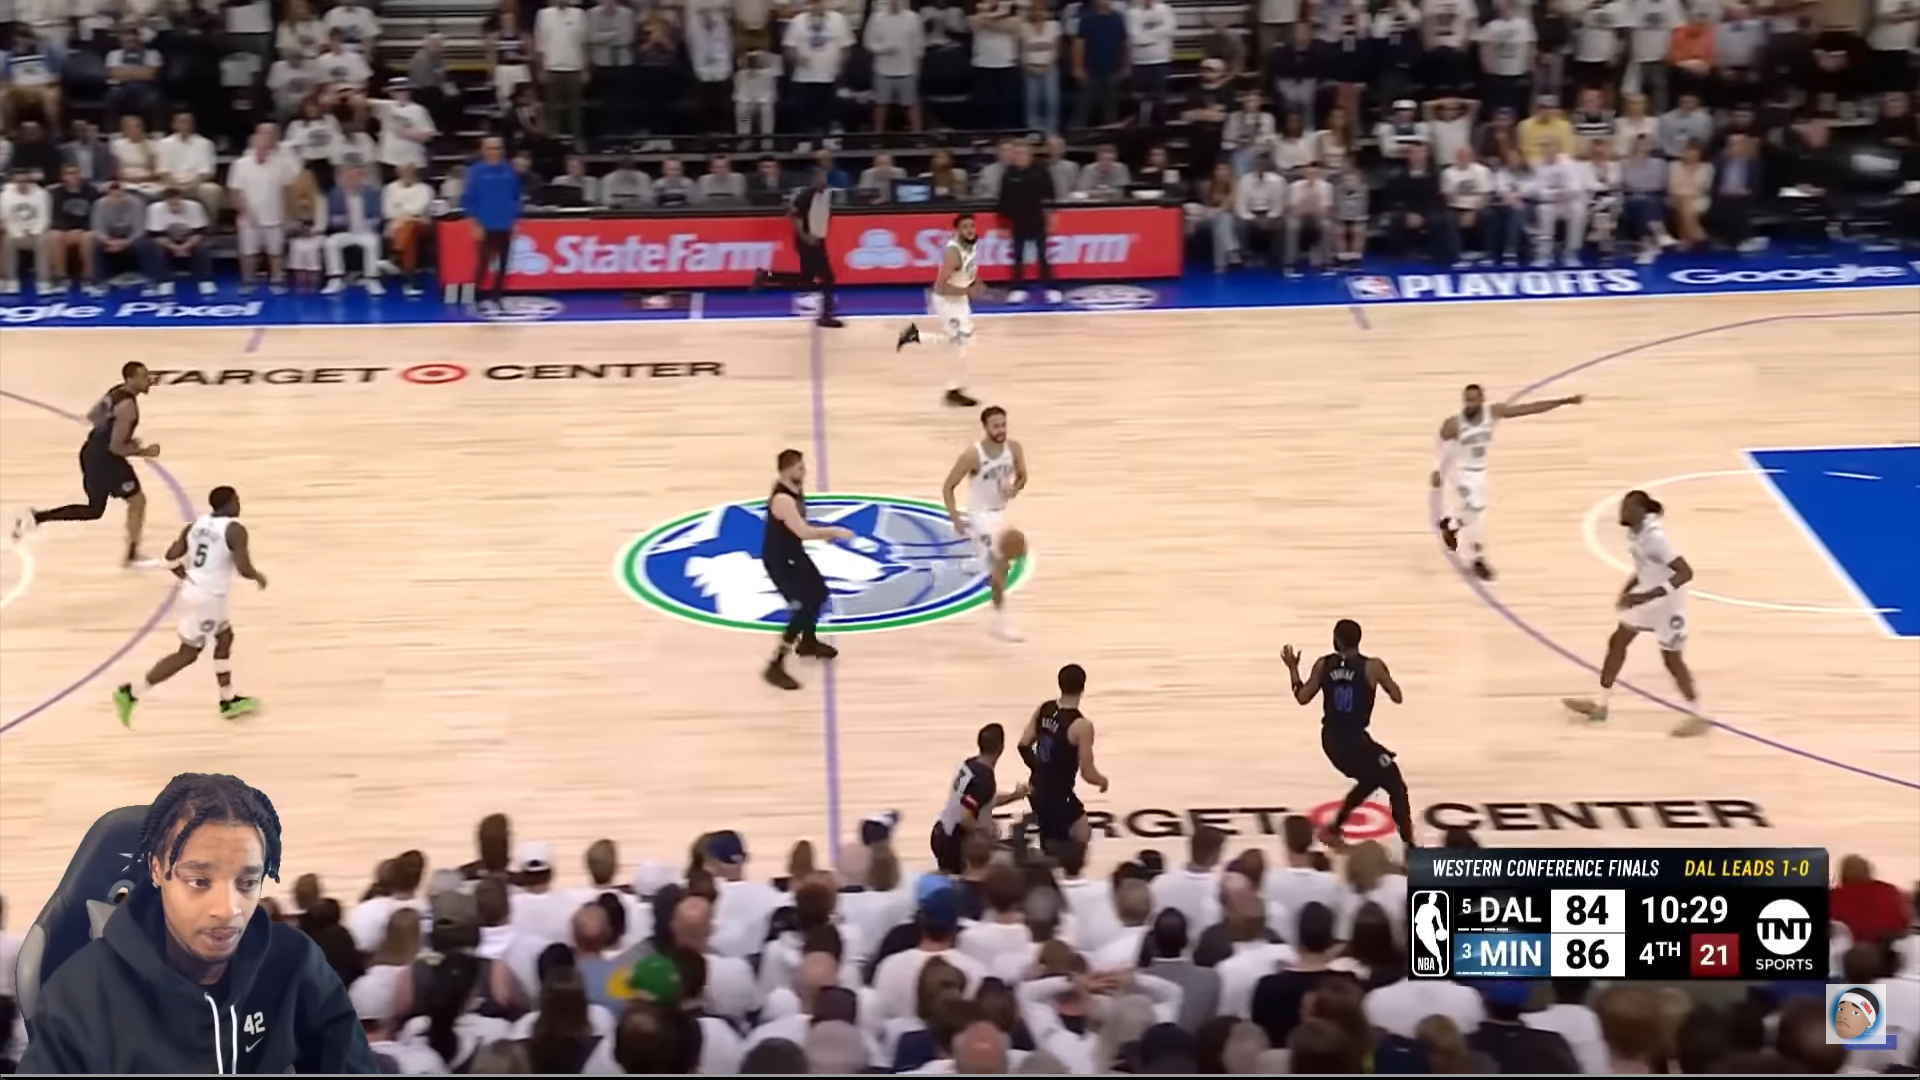 StateFarm
StateFarm
gle Pixel
PLAYOFFS Google
TARGET CENTER
5
TARGET CENTER
WESTERN CONFERENCE FINALS DAL LEADS 1-0
5 DAL 84 10:29
3 MIN 86 4TH 21
NBA
TNT
SPORTS
42